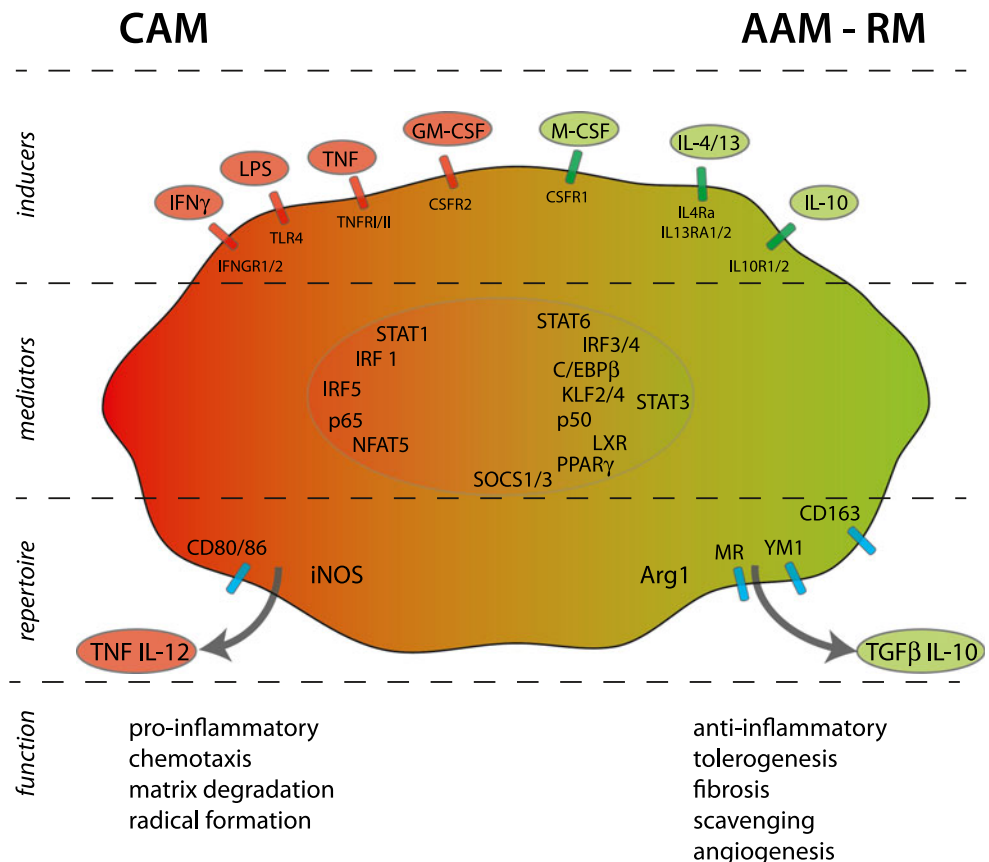 CAM
AAM - RM
inducers
IFNγ
LPS
TNF
GM-CSF
M-CSF
IL-4/13
IL-10
IFNGR1/2
TLR4
TNFRI/II
CSFR2
CSFR1
IL4Ra
IL13RA1/2
IL10R1/2
mediators
STAT1
IRF 1
IRF5
p65
NFAT5
SOCS1/3
STAT6
IRF3/4
C/EBPβ
KLF2/4
STAT3
p50
LXR
PPARγ
repertoire
CD80/86
iNOS
TNF IL-12
Arg1
MR
YM1
CD163
TGFβ IL-10
function
pro-inflammatory
chemotaxis
matrix degradation
radical formation
anti-inflammatory
tolerogenesis
fibrosis
scavenging
angiogenesis